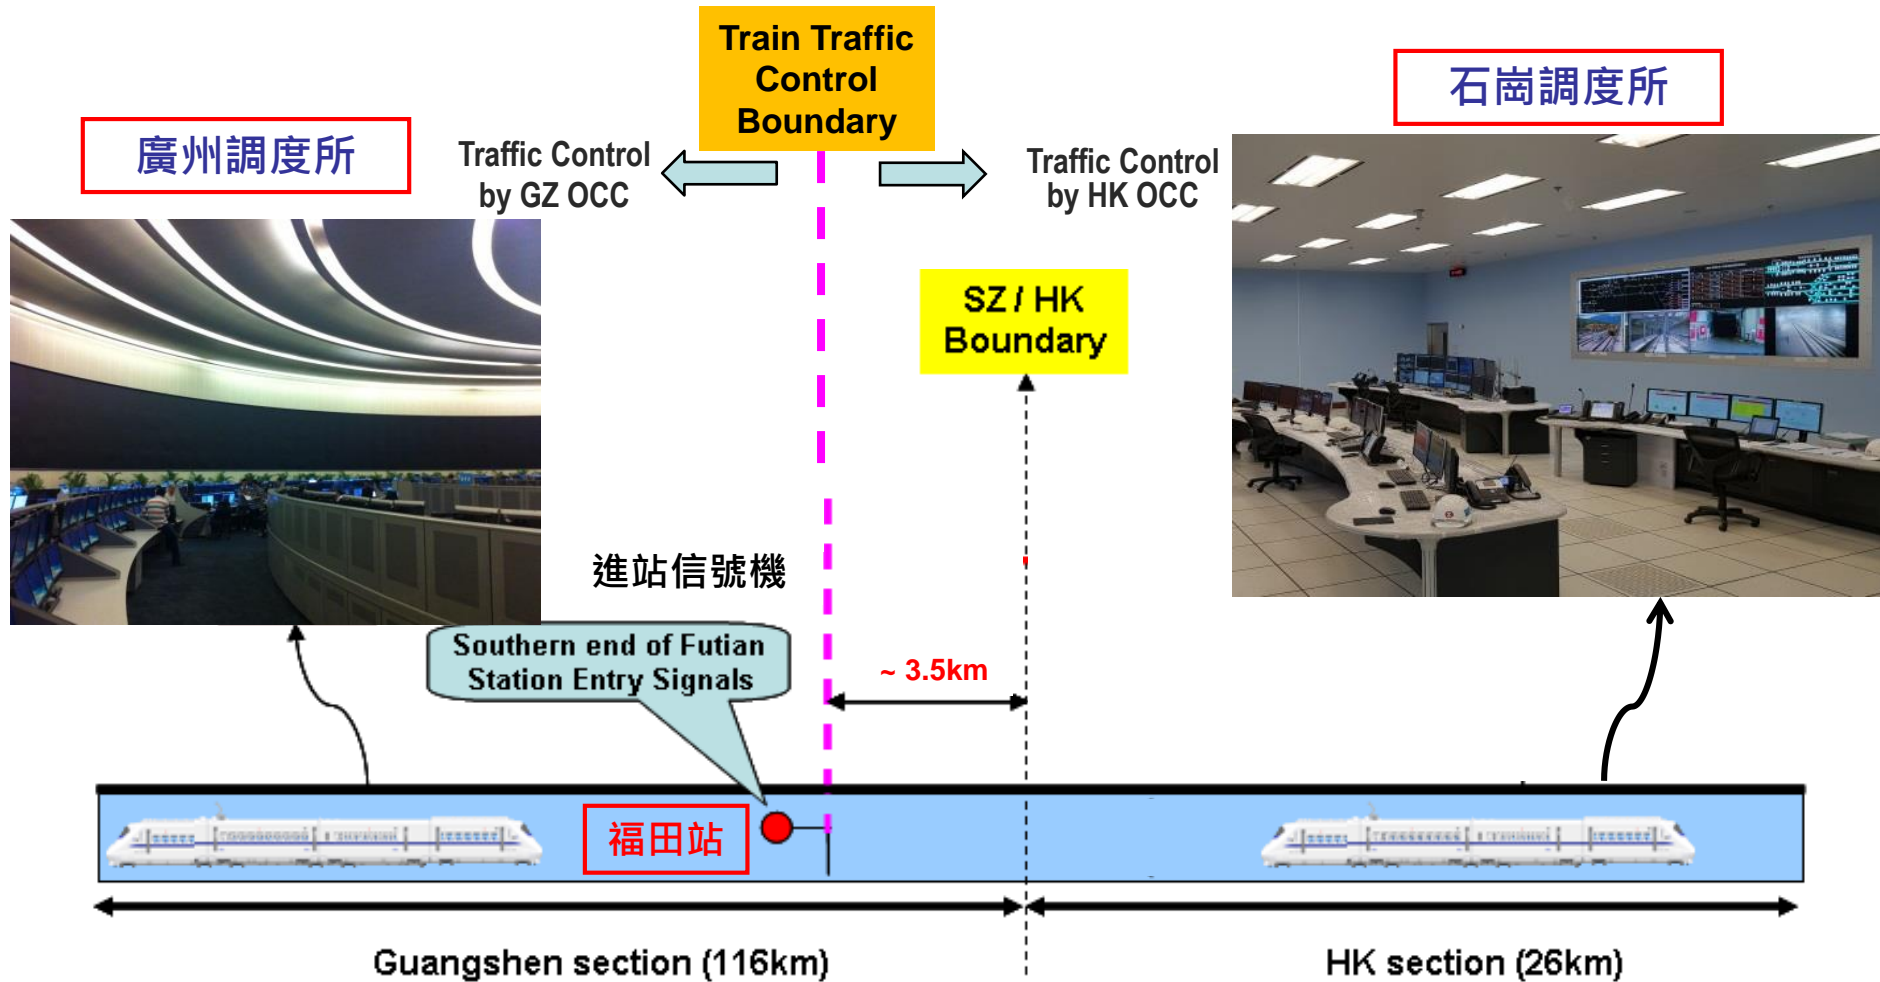 Train Traffic
Control
Boundary
石崗調度所
廣州調度所
Traffic Control
by GZ OCC
Traffic Control
by HK OCC
SZ / HK
Boundary
進站信號機
Southern end of Futian
Station Entry Signals
~ 3.5km
福田站
Guangshen section (116km)
HK section (26km)